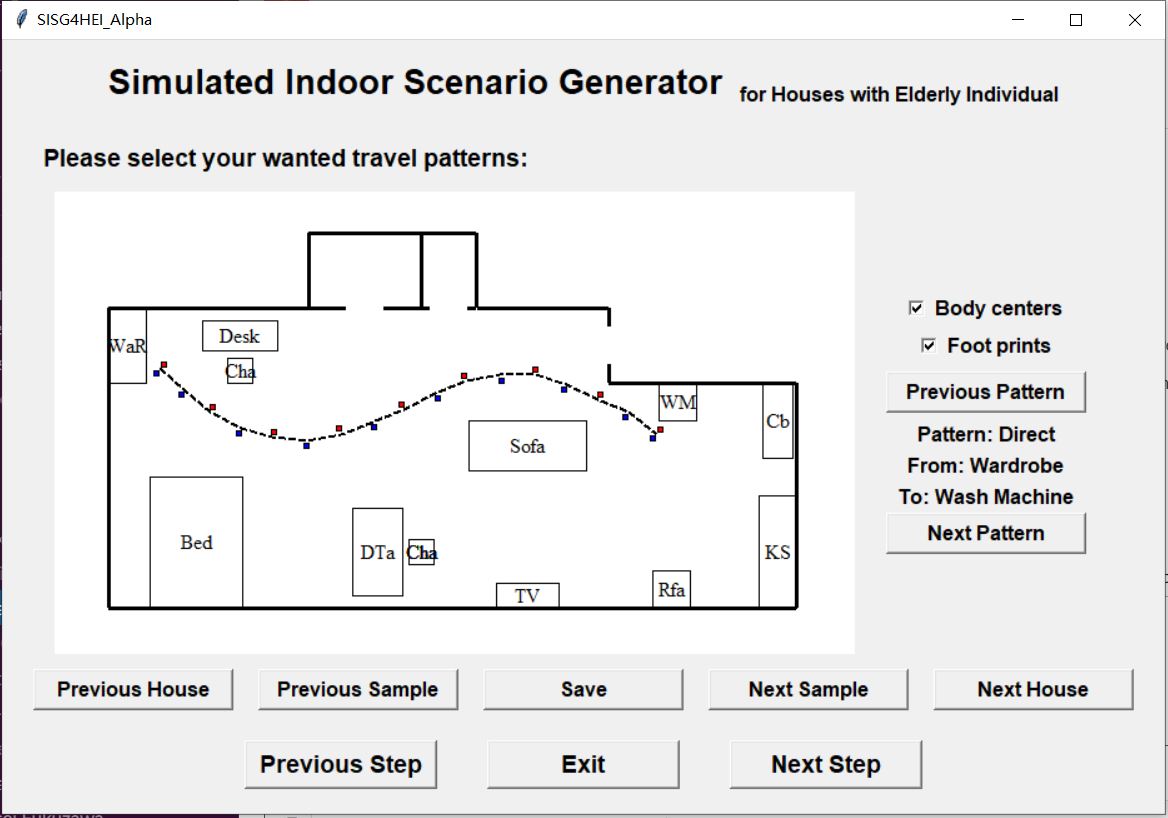 SISG4HEI_Alpha
Simulated Indoor Scenario Generator for Houses with Elderly Individual
Please select your wanted travel patterns:
WaR
Desk
Cha
WM
Cb
Sofa
Bed
DTa
Cha
KS
TV
Rfa
Body centers
Foot prints
Previous Pattern
Pattern: Direct
From: Wardrobe
To: Wash Machine
Next Pattern
Previous House
Previous Sample
Save
Next Sample
Next House
Previous Step
Exit
Next Step